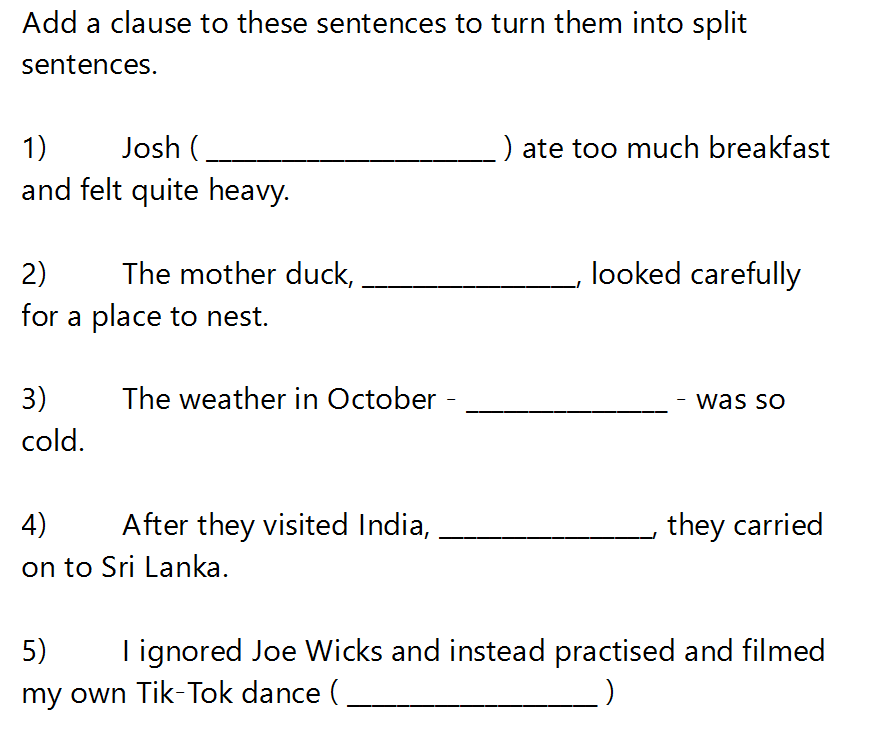 Add a clause to these sentences to turn them into split
sentences.
1) Josh ( ___________________ ) ate too much breakfast
and felt quite heavy.
2) The mother duck, ______________, looked carefully
for a place to nest.
3) The weather in October - _____________ - was so
cold.
4) After they visited India, ______________, they carried
on to Sri Lanka.
5) I ignored Joe Wicks and instead practised and filmed
my own Tik-Tok dance ( ________________ )